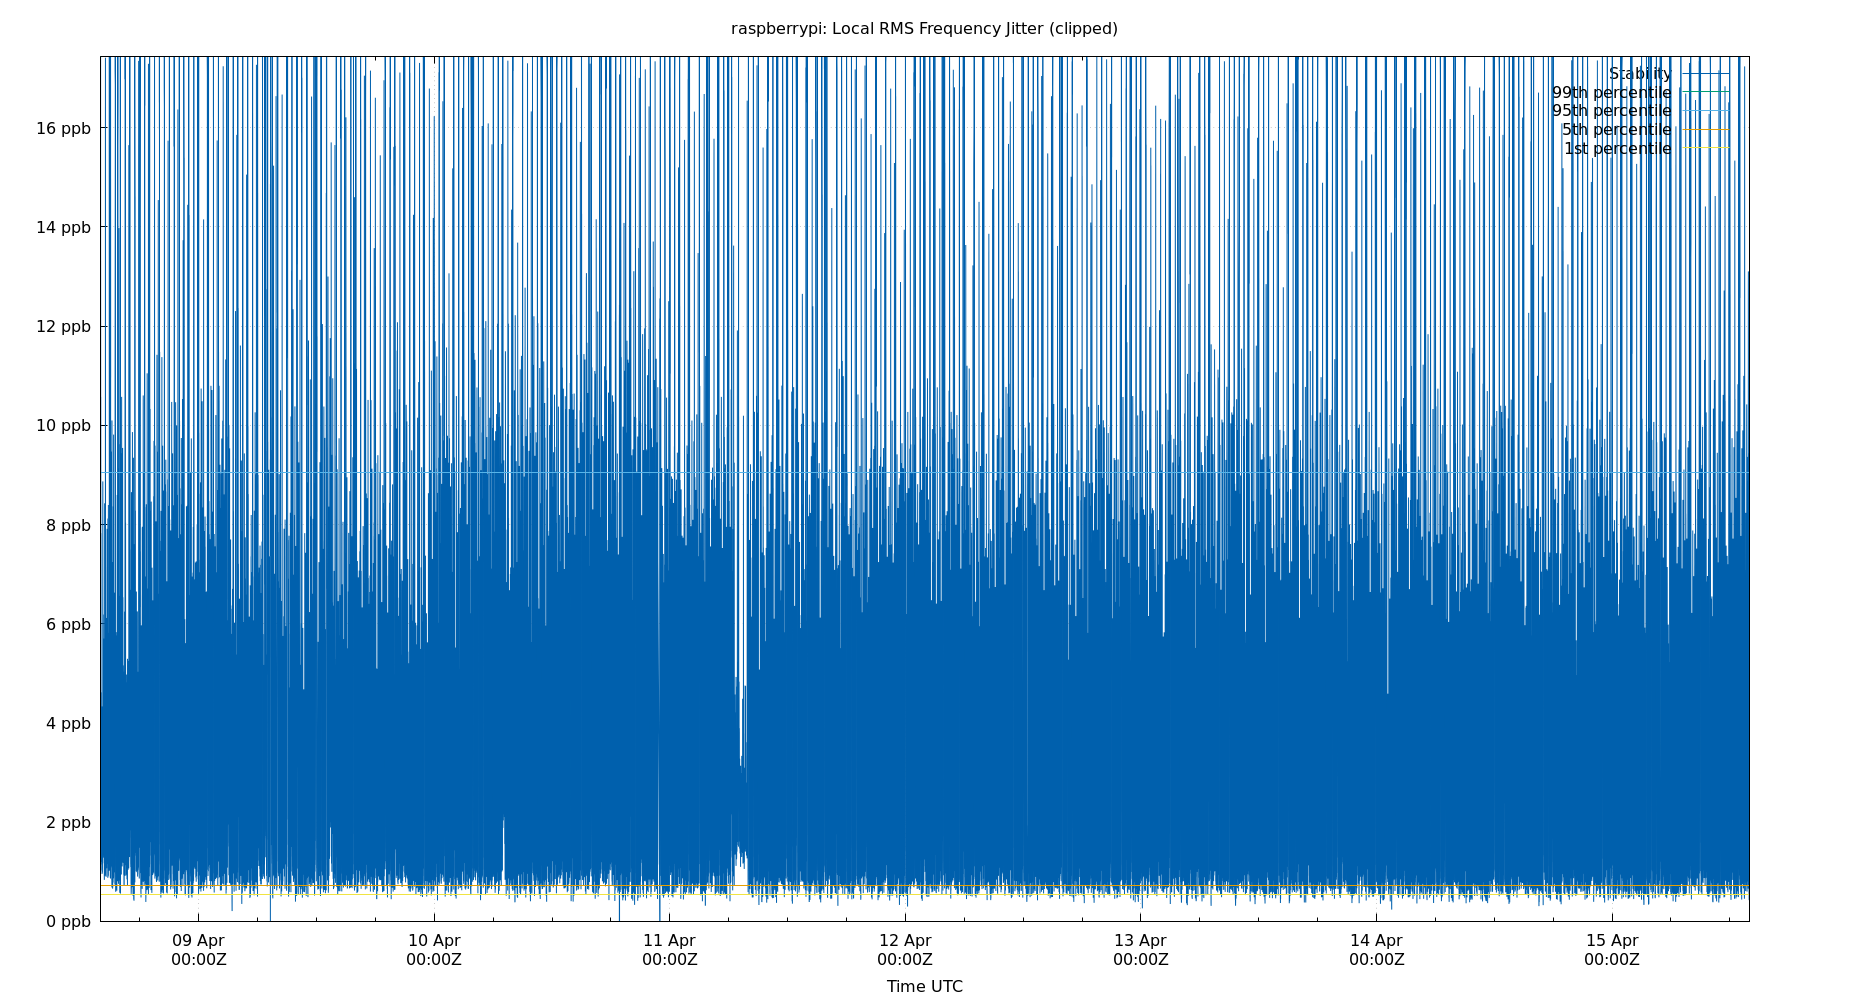 raspberrypi: Local RMS Frequency Jitter (clipped)
Stability
99th percentile
95th percentile
5th percentile
1st percentile
16 ppb
14 ppb
12 ppb
10 ppb
8 ppb
6 ppb
4 ppb
2 ppb
0 ppb
09 Apr 10 Apr 11 Apr 12 Apr 13 Apr 14 Apr 15 Apr
00:00Z 00:00Z 00:00Z 00:00Z 00:00Z 00:00Z 00:00Z
Time UTC